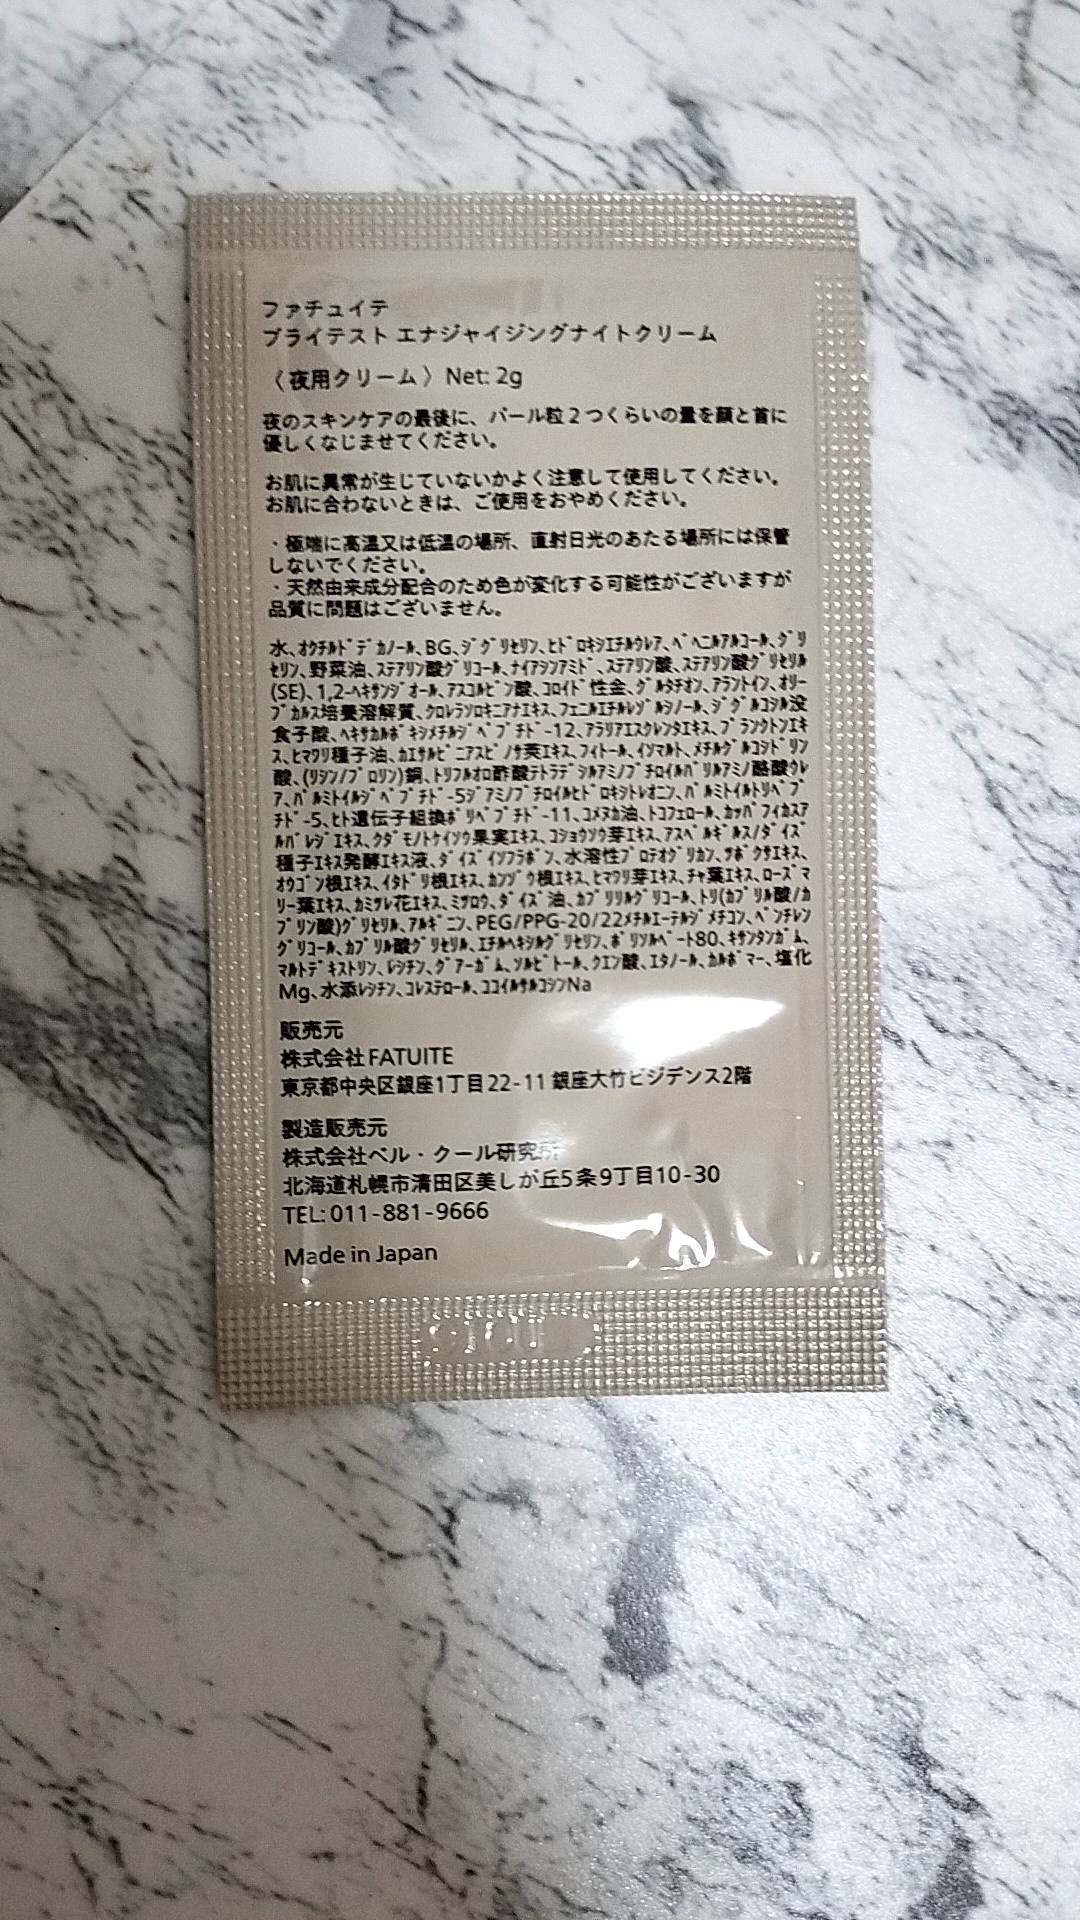 ファチュイテ
ブライテスト エナジャイジングナイトクリーム
〈夜用クリーム〉Net: 2g
夜のスキンケアの最後に、パール粒2つくらいの量を顔と首に
優しくなじませてください。
お肌に異常が生じていないかよく注意して使用してください。
お肌に合わないときは、ご使用をおやめください。
・極端に高温又は低温の場所、直射日光のあたる場所には保管
しないでください。
・天然由来成分配合のため色が変化する可能性がございますが
品質に問題はございません。
水、ｵｸﾁﾙﾄﾞﾃﾞｶﾉｰﾙ、BG、ｼﾞｸﾞﾘｾﾘﾝ、ﾋﾄﾞﾛｷｼｴﾁﾙｳﾚｱ、ﾍﾞﾍﾆﾙｱﾙｺｰﾙ、ｸﾞﾘ
ｾﾘﾝ、野菜油、ｽﾃｱﾘﾝ酸ｸﾞﾘｺｰﾙ、ﾅｲｱｼﾝｱﾐﾄﾞ、ｽﾃｱﾘﾝ酸、ｽﾃｱﾘﾝ酸ｸﾞﾘｾﾘﾙ
(SE)、1,2-ﾍｷｻﾝｼﾞｵｰﾙ、ｱｽｺﾙﾋﾞﾝ酸、ｺﾛｲﾄﾞ性金、ｸﾞﾙﾀﾁｵﾝ、ｱﾗﾝﾄｲﾝ、ｵﾘｰ
ﾌﾞｶﾙｽ培養溶解質、ｸﾛﾚﾗｿﾛｷﾆｱﾅｴｷｽ、ﾌｪﾆﾙｴﾁﾙﾚｿﾞﾙｼﾉｰﾙ、ｼﾞｸﾞﾙｺｼﾙ没
食子酸、ﾍｷｻｶﾙﾎﾞｷｼﾒﾁﾙｼﾞﾍﾟﾌﾟﾁﾄﾞ-12、ｱﾗﾘｱｴｽｸﾚﾝﾀｴｷｽ、ﾌﾟﾗﾝｸﾄﾝｴｷ
ｽ、ﾋﾏﾜﾘ種子油、ｶｴｻﾙﾋﾟﾆｱｽﾋﾟﾉｻ莢ｴｷｽ、ﾌｨﾄｰﾙ、ｲｿﾏﾙﾄ、ﾒﾁﾙｸﾞﾙｺｼﾄﾞﾘﾝ
酸、(ﾘｼﾝ/ﾌﾟﾛﾘﾝ)銅、ﾄﾘﾌﾙｵﾛ酢酸ﾃﾄﾗﾃﾞｼﾙｱﾐﾉﾌﾞﾁﾛｲﾙﾊﾞﾘﾙｱﾐﾉ酪酸ｳﾚ
ｱ、ﾊﾟﾙﾐﾄｲﾙｼﾞﾍﾟﾌﾟﾁﾄﾞ-5ｼﾞｱﾐﾉﾌﾞﾁﾛｲﾙﾋﾄﾞﾛｷｼﾄﾚｵﾆﾝ、ﾊﾟﾙﾐﾄｲﾙﾄﾘﾍﾟﾌﾟ
ﾁﾄﾞ-5、ﾋﾄ遺伝子組換ﾎﾟﾘﾍﾟﾌﾟﾁﾄﾞ-11、ｺﾒﾇｶ油、ﾄｺﾌｪﾛｰﾙ、ｶｯﾊﾟﾌｨｶｽｱ
ﾙﾊﾞﾚｼﾞｴｷｽ、ｸﾀﾞﾓﾉﾄｹｲｿｳ果実ｴｷｽ、ｺｼｮｳｿｳ芽ｴｷｽ、ｱｽﾍﾟﾙｷﾞﾙｽ/ﾀﾞｲｽﾞ
種子ｴｷｽ発酵ｴｷｽ液、ﾀﾞｲｽﾞｲｿﾌﾗﾎﾞﾝ、水溶性ﾌﾟﾛﾃｵｸﾞﾘｶﾝ、ｻﾎﾞｸｻｴｷｽ、
ｵｳｺﾞﾝ根ｴｷｽ、ｲﾀﾄﾞﾘ根ｴｷｽ、ｶﾝｿﾞｳ根ｴｷｽ、ﾋﾏﾜﾘ芽ｴｷｽ、ﾁｬ葉ｴｷｽ、ﾛｰｽﾞﾏ
ﾘｰ葉ｴｷｽ、ｶﾐﾂﾚ花ｴｷｽ、ﾐﾂﾛｳ、ﾀﾞｲｽﾞ油、ｶﾌﾟﾘﾘﾙｸﾞﾘｺｰﾙ、ﾄﾘ(ｶﾌﾟﾘﾙ酸/ｶ
ﾌﾟﾘﾝ酸)ｸﾞﾘｾﾘﾙ、ｱﾙｷﾞﾆﾝ、PEG/PPG-20/22ﾒﾁﾙｴｰﾃﾙｼﾞﾒﾁｺﾝ、ﾍﾟﾝﾁﾚﾝ
ｸﾞﾘｺｰﾙ、ｶﾌﾟﾘﾙ酸ｸﾞﾘｾﾘﾙ、ｴﾁﾙﾍｷｼﾙｸﾞﾘｾﾘﾝ、ﾎﾟﾘｿﾙﾍﾞｰﾄ80、ｷｻﾝﾀﾝｶﾞﾑ、
ﾏﾙﾄﾃﾞｷｽﾄﾘﾝ、ﾚｼﾁﾝ、ｸﾞｱｰｶﾞﾑ、ｿﾙﾋﾞﾄｰﾙ、ｸｴﾝ酸、ｴﾀﾉｰﾙ、ｶﾙﾎﾞﾏｰ、塩化
Mg、水添ﾚｼﾁﾝ、ｺﾚｽﾃﾛｰﾙ、ｺｺｲﾙｻﾙｺｼﾝNa
販売元
株式会社FATUITE
東京都中央区銀座1丁目22-11 銀座大竹ビジデンス2階
製造販売元
株式会社ベル・クール研究所
北海道札幌市清田区美しが丘5条9丁目10-30
TEL: 011-881-9666
Made in Japan